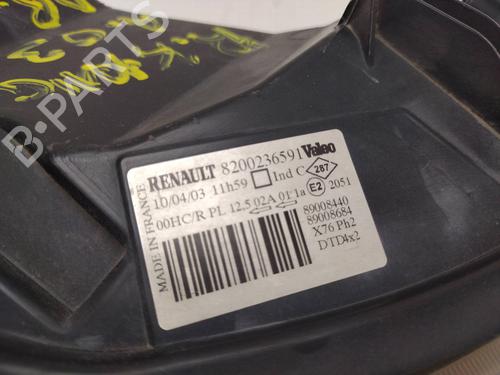 B-PARTS
MADE IN FRANCE
RENAULT 8200236591 Valeo
10/04/03 11h59 Ind C 287
00HC/R PL 12.5 02A 01 1a E2 2051
89008440
89008684
X76 Ph2
DTD4x2